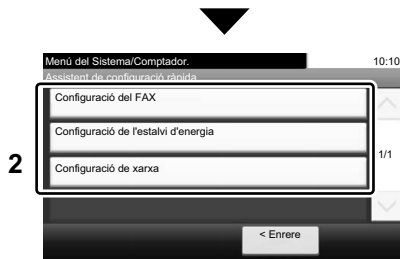 Menú del Sistema/Comptador.
10:10
Assistent de configuració ràpida
Configuració del FAX
Configuració de l'estalvi d'energia
1/1
2
Configuració de xarxa
< Enrere